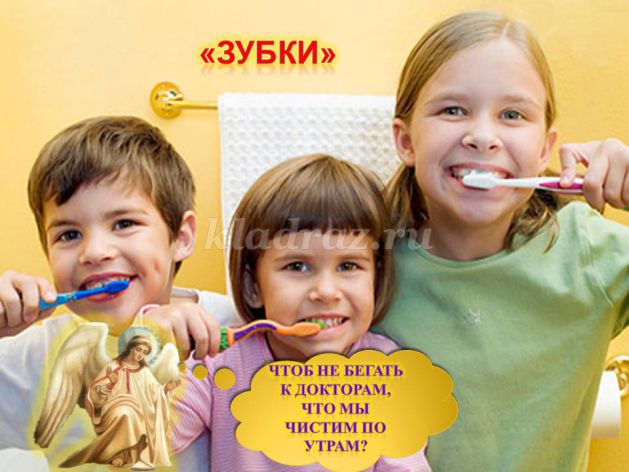 «ЗУБКИ»
kladraz.ru
ЧТОБ НЕ БЕГАТЬ
К ДОКТОРАМ,
ЧТО МЫ
ЧИСТИМ ПО
УТРАМ?